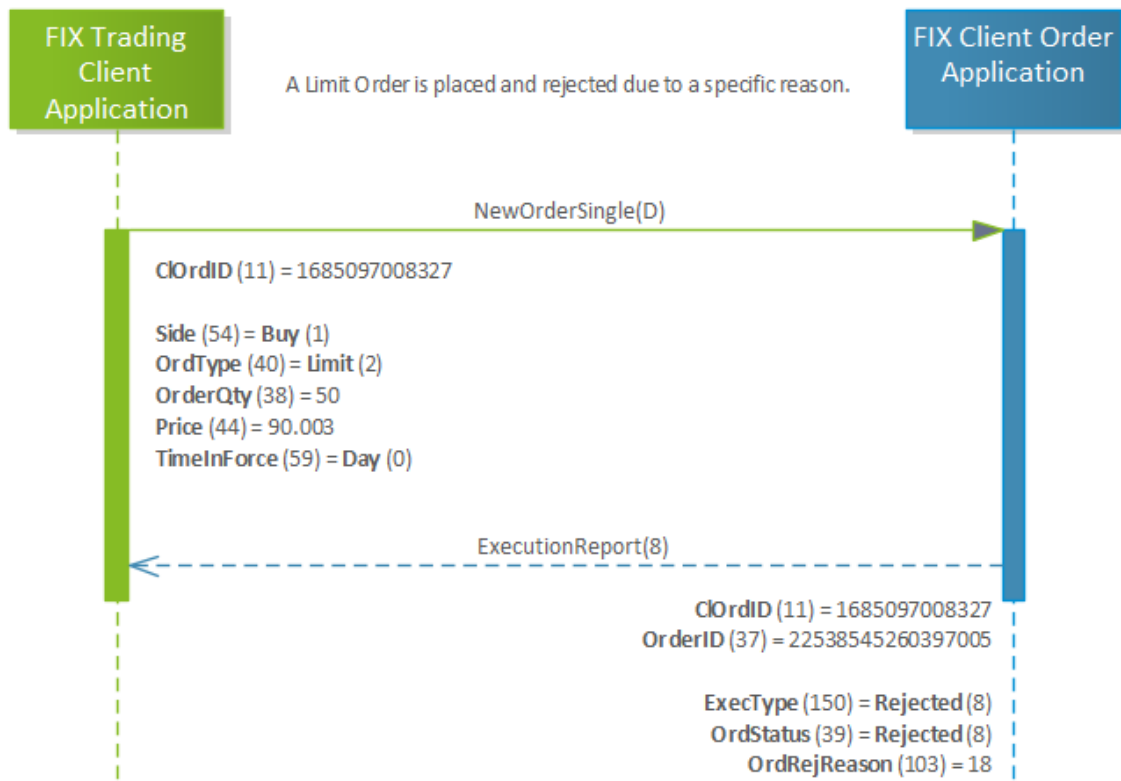 FIX Trading
Client
Application
A Limit Order is placed and rejected due to a specific reason.
FIX Client Order
Application
NewOrderSingle(D)
ClOrdID (11) = 1685097008327
Side (54) = Buy (1)
OrdType (40) = Limit (2)
OrderQty (38) = 50
Price (44) = 90.003
TimeInForce (59) = Day (0)
ExecutionReport(8)
ClOrdID (11) = 1685097008327
OrderID (37) = 22538545260397005
ExecType (150) = Rejected (8)
OrdStatus (39) = Rejected (8)
OrdRejReason (103) = 18